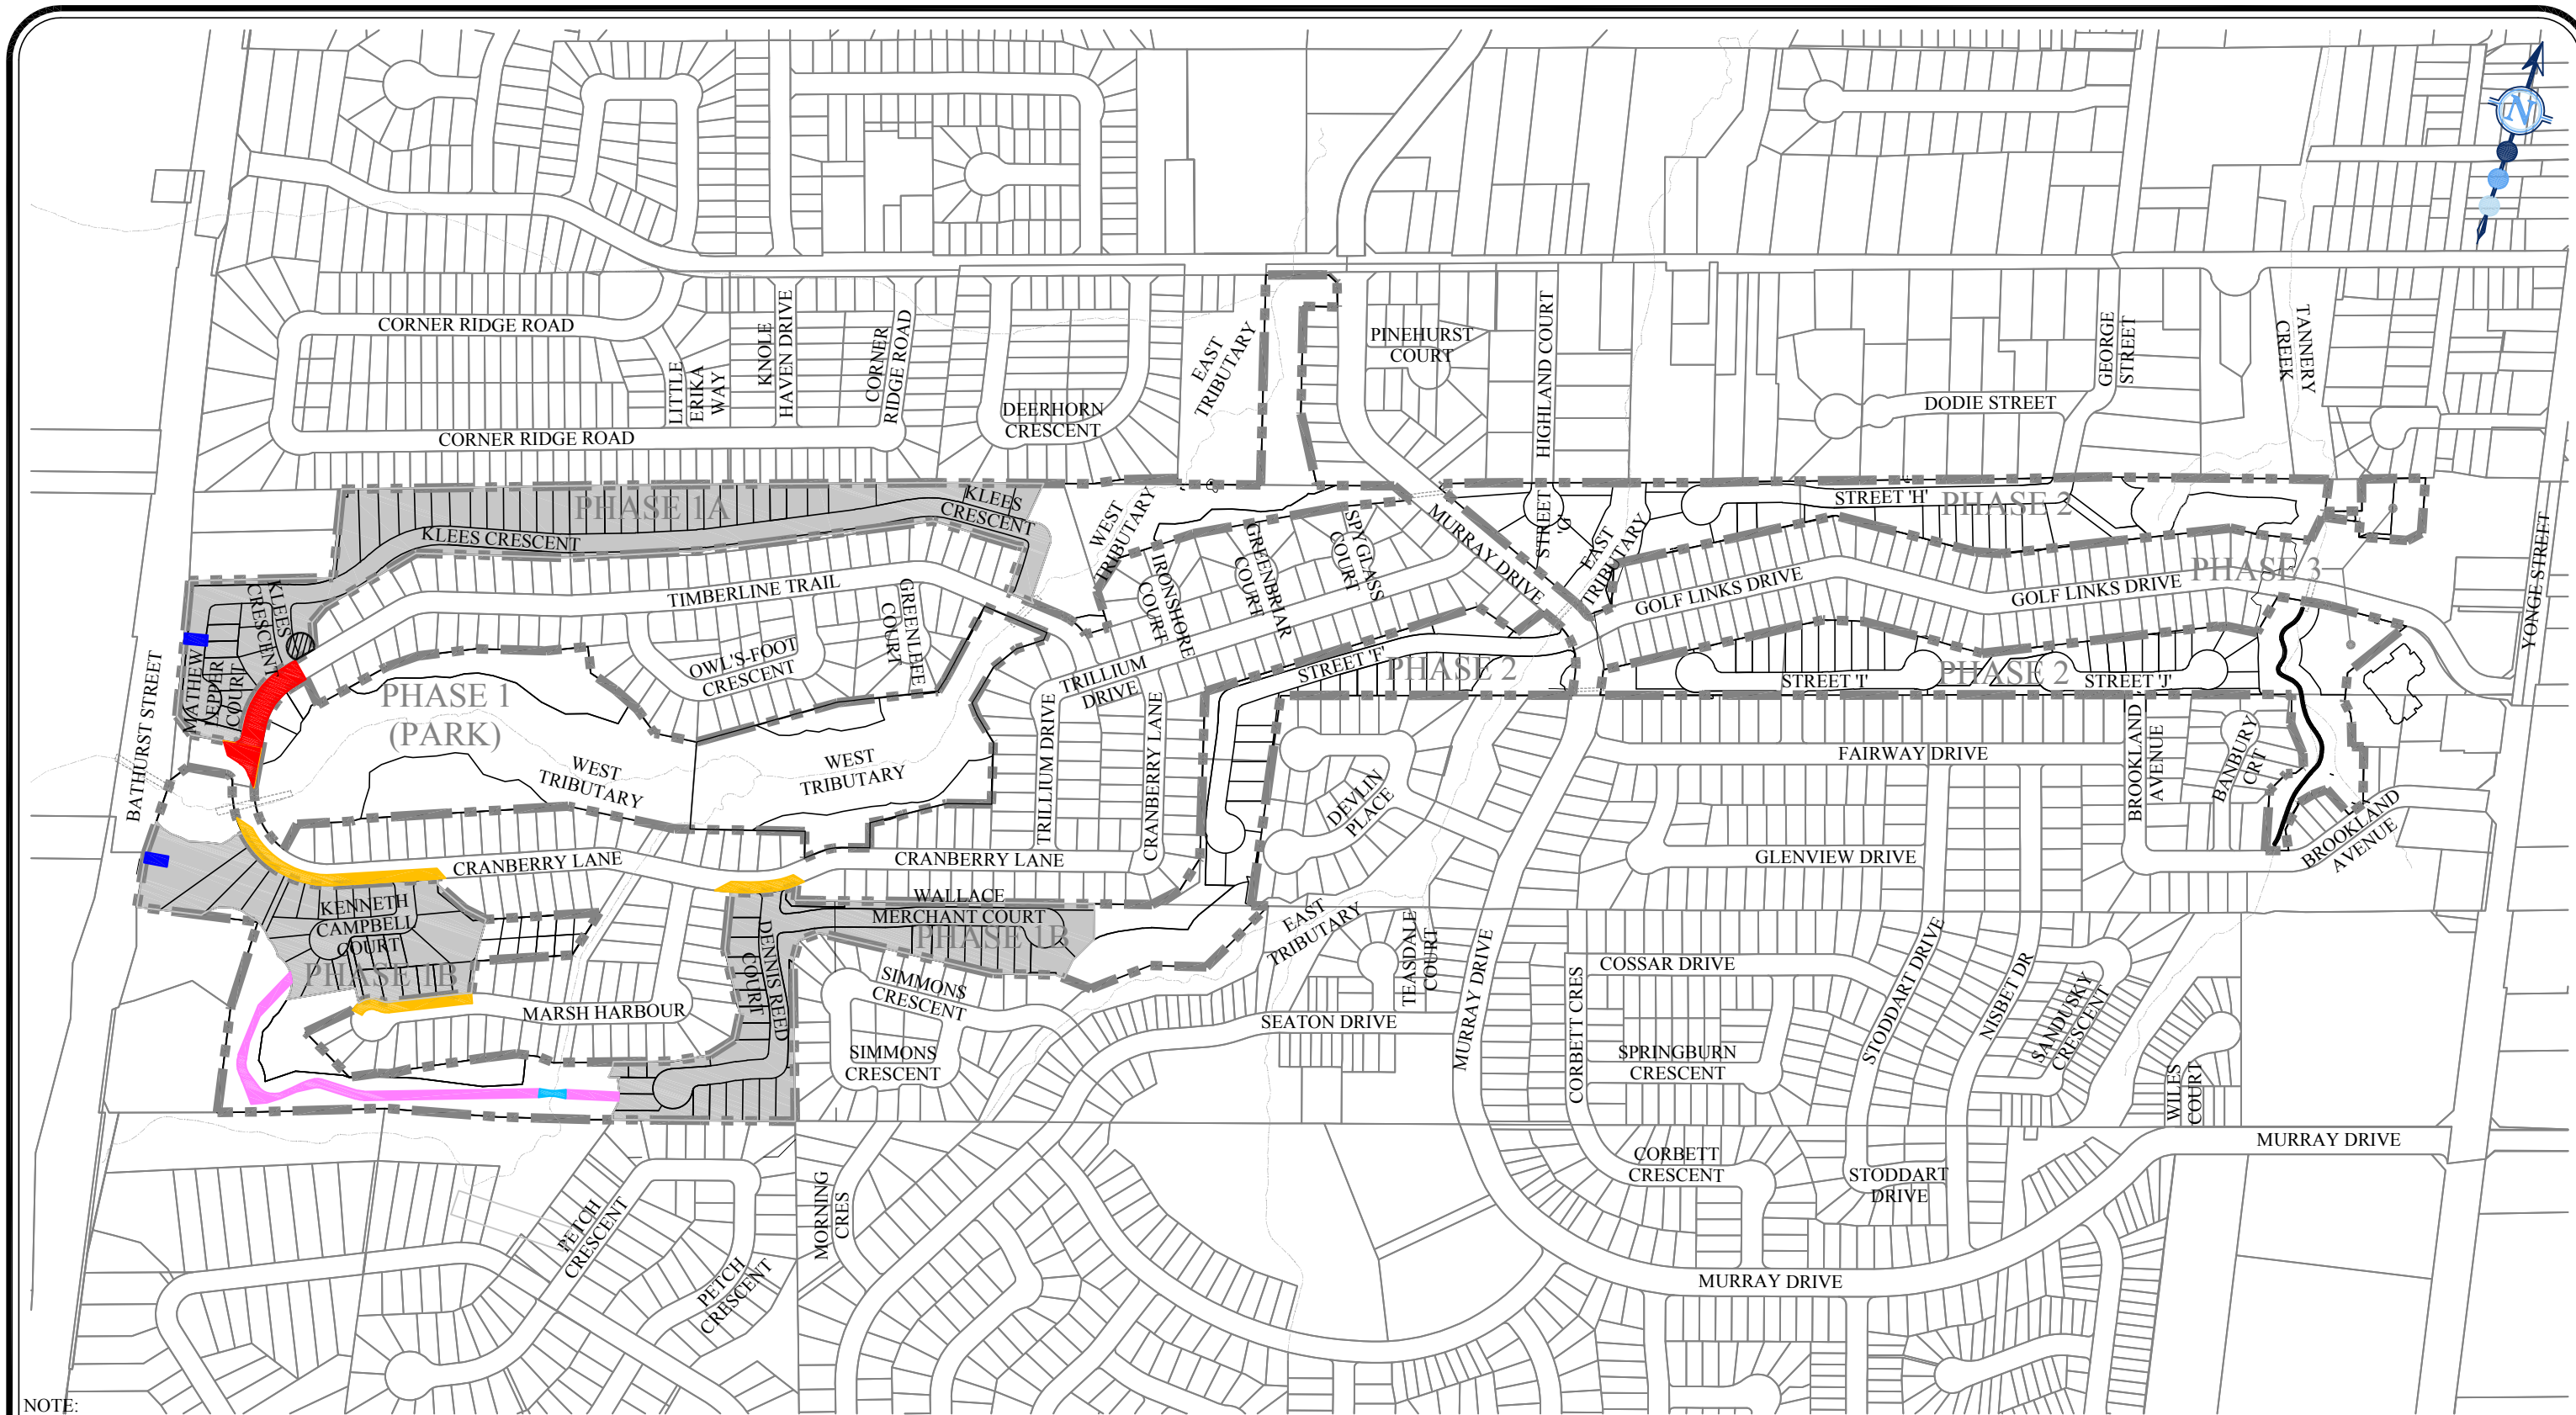 N
CORNER RIDGE ROAD
LITTLE
ERIKA
WAY
KNOLE
HAVEN DRIVE
CORNER
RIDGE ROAD
CORNER RIDGE ROAD
DEERHORN
CRESCENT
EAST
TRIBUTARY
PINEHURST
COURT
HIGHLAND COURT
GEORGE
STREET
TANNERY
CREEK
DODIE STREET
PHASE 1A
KLEES
CRESCENT
KLEES CRESCENT
WEST
TRIBUTARY
IRONSHORE
COURT
GREENBRIAR
COURT
SPYGLASS
COURT
MURRAY DRIVE
STREET 'G'
EAST
TRIBUTARY
STREET 'H'
PHASE 2
GOLF LINKS DRIVE
GOLF LINKS DRIVE
PHASE 3
YONGE STREET
KLEES
CRESCENT
TIMBERLINE TRAIL
GREENLEE
COURT
OWL'S-FOOT
CRESCENT
MATHEW
LEPPER
COURT
BATHURST STREET
PHASE 1
(PARK)
TRILLIUM
DRIVE
STREET 'F'
PHASE 2
STREET 'I'
PHASE 2
STREET 'J'
WEST
TRIBUTARY
WEST
TRIBUTARY
TRILLIUM DRIVE
CRANBERRY LANE
DEVLIN
PLACE
FAIRWAY DRIVE
BROOKLAND
AVENUE
BANBURY
CRT
BROOKLAND
AVENUE
CRANBERRY LANE
CRANBERRY LANE
GLENVIEW DRIVE
KENNETH
CAMPBELL
COURT
PHASE 1B
WALLACE
MERCHANT COURT
PHASE 1B
DENNIS REED
COURT
SIMMONS
CRESCENT
SIMMONS
CRESCENT
EAST
TRIBUTARY
TEASDALE
COURT
MARSH HARBOUR
SEATON DRIVE
MURRAY DRIVE
CORBETT CRES
COSSAR DRIVE
SPRINGBURN
CRESCENT
STODDART DRIVE
NISBET DR
SANDUSKY
CRESCENT
WILES
COURT
MURRAY DRIVE
CORBETT
CRESCENT
STODDART
DRIVE
MORNING
CRES
PETCH
CRESCENT
PETCH
CRESCENT
MURRAY DRIVE
NOTE: